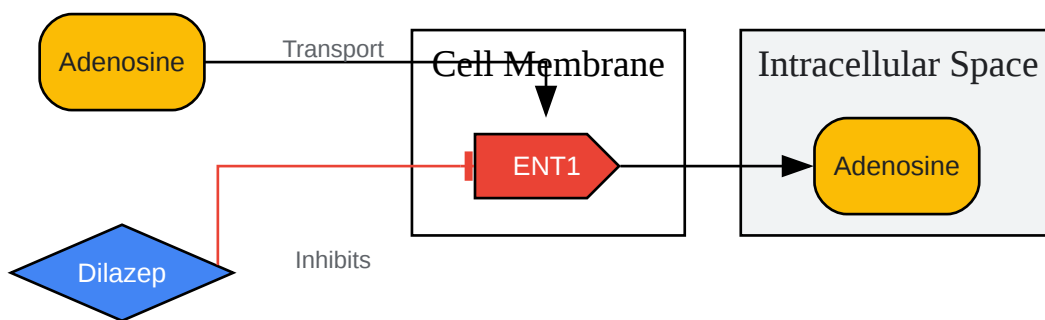 Adenosine
Transport
Cell Membrane
Intracellular Space
ENT1
Adenosine
Inhibits
Dilazep